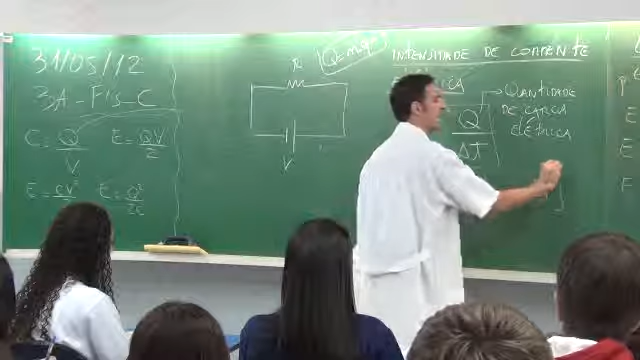 31/05/12
3A - Fís - C
C = Q/V
E = QV/2
E = CV²/2
E = Q²/2C
R
V
INTENSIDADE DE CORRENTE
ELÉTRICA
Q
Δt
QUANTIDADE
DE CARGA
ELÉTRICA